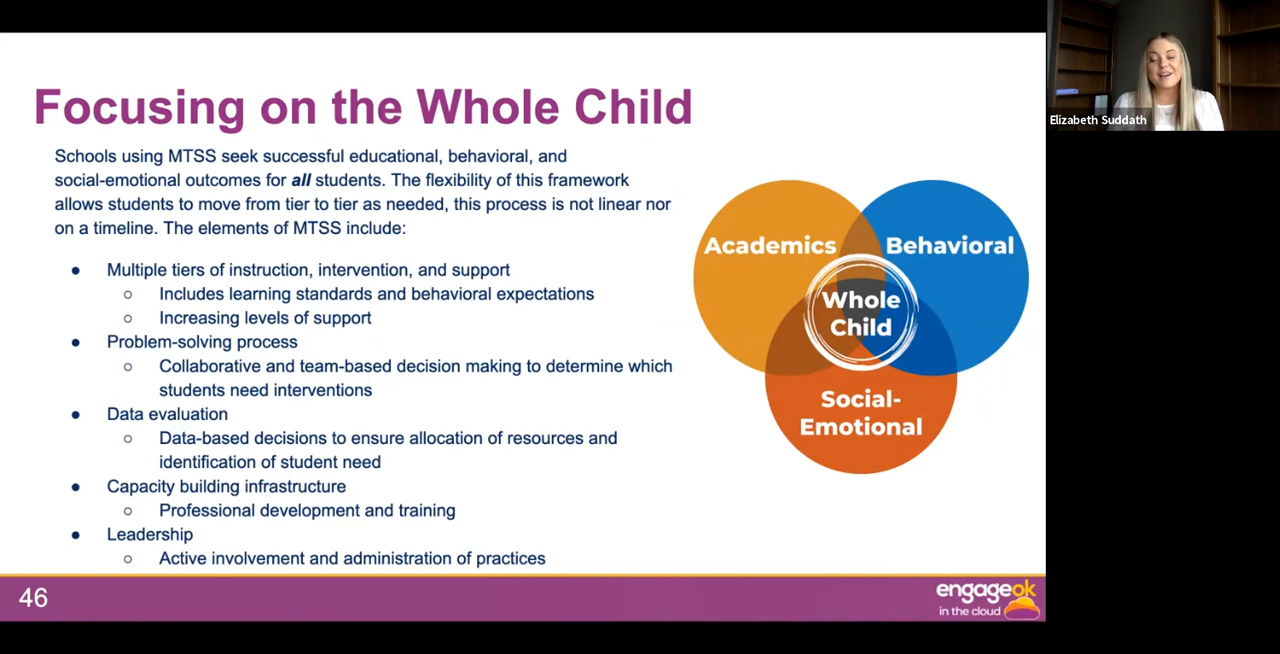 Focusing on the Whole Child
Schools using MTSS seek successful educational, behavioral, and
social-emotional outcomes for all students. The flexibility of this framework
allows students to move from tier to tier as needed, this process is not linear nor
on a timeline. The elements of MTSS include:
● Multiple tiers of instruction, intervention, and support
○ Includes learning standards and behavioral expectations
○ Increasing levels of support
● Problem-solving process
○ Collaborative and team-based decision making to determine which
students need interventions
● Data evaluation
○ Data-based decisions to ensure allocation of resources and
identification of student need
● Capacity building infrastructure
○ Professional development and training
● Leadership
○ Active involvement and administration of practices
Academics
Behavioral
Whole
Child
Social-
Emotional
46
engageok
in the cloud
Elizabeth Suddath